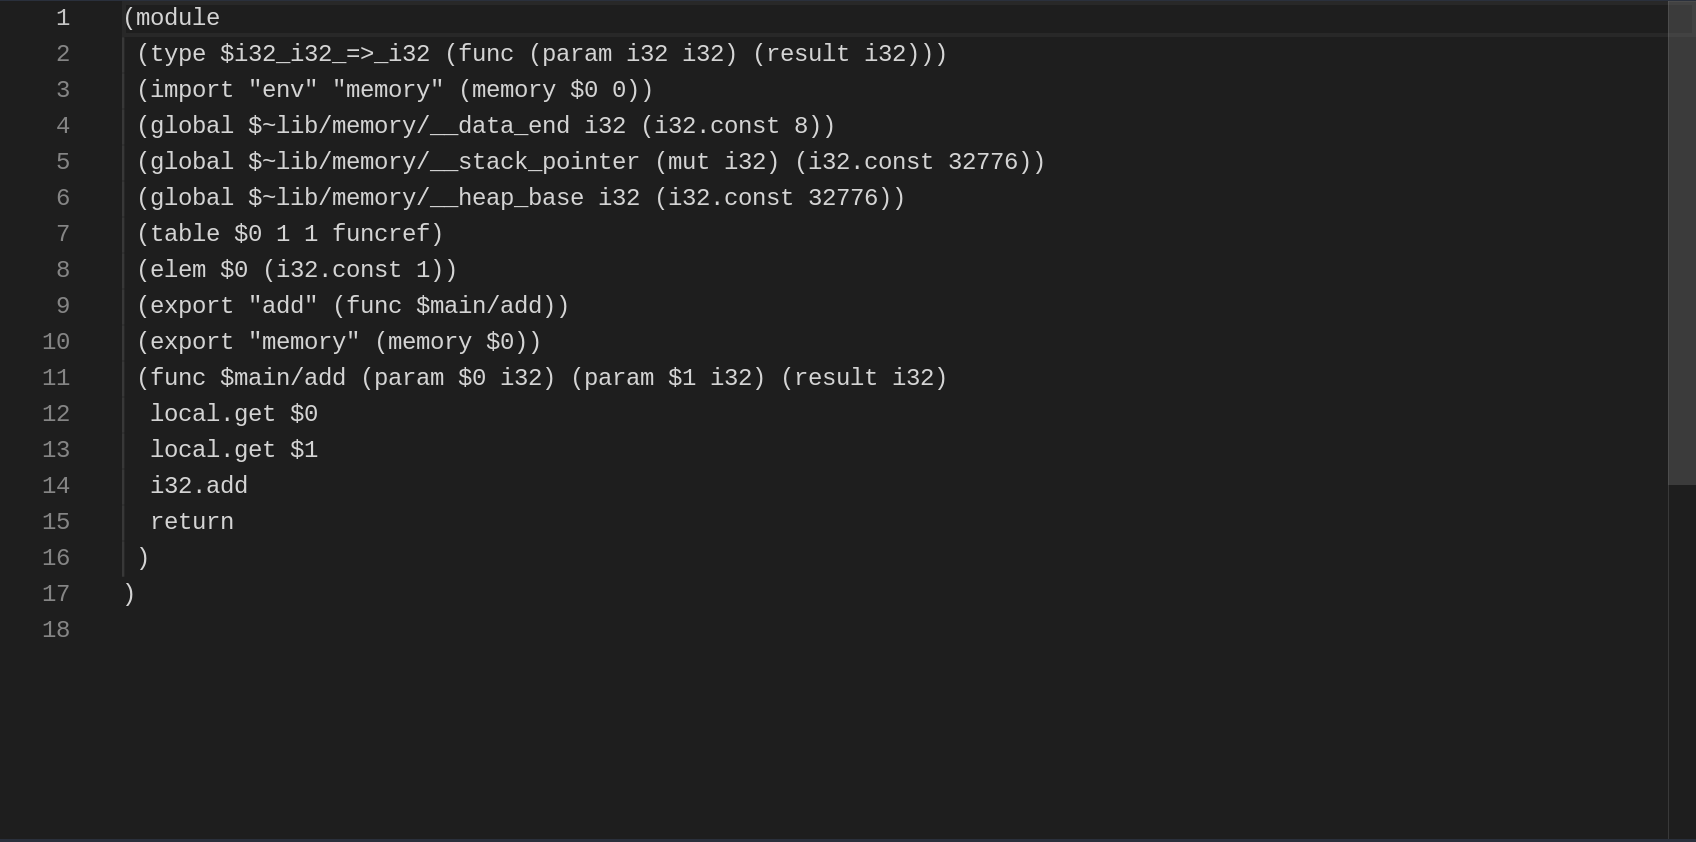 1 (module
2  (type $i32_i32_=>_i32 (func (param i32 i32) (result i32)))
3  (import "env" "memory" (memory $0 0))
4  (global $~lib/memory/__data_end i32 (i32.const 8))
5  (global $~lib/memory/__stack_pointer (mut i32) (i32.const 32776))
6  (global $~lib/memory/__heap_base i32 (i32.const 32776))
7  (table $0 1 1 funcref)
8  (elem $0 (i32.const 1))
9  (export "add" (func $main/add))
10  (export "memory" (memory $0))
11  (func $main/add (param $0 i32) (param $1 i32) (result i32)
12   local.get $0
13   local.get $1
14   i32.add
15   return
16  )
17 )
18